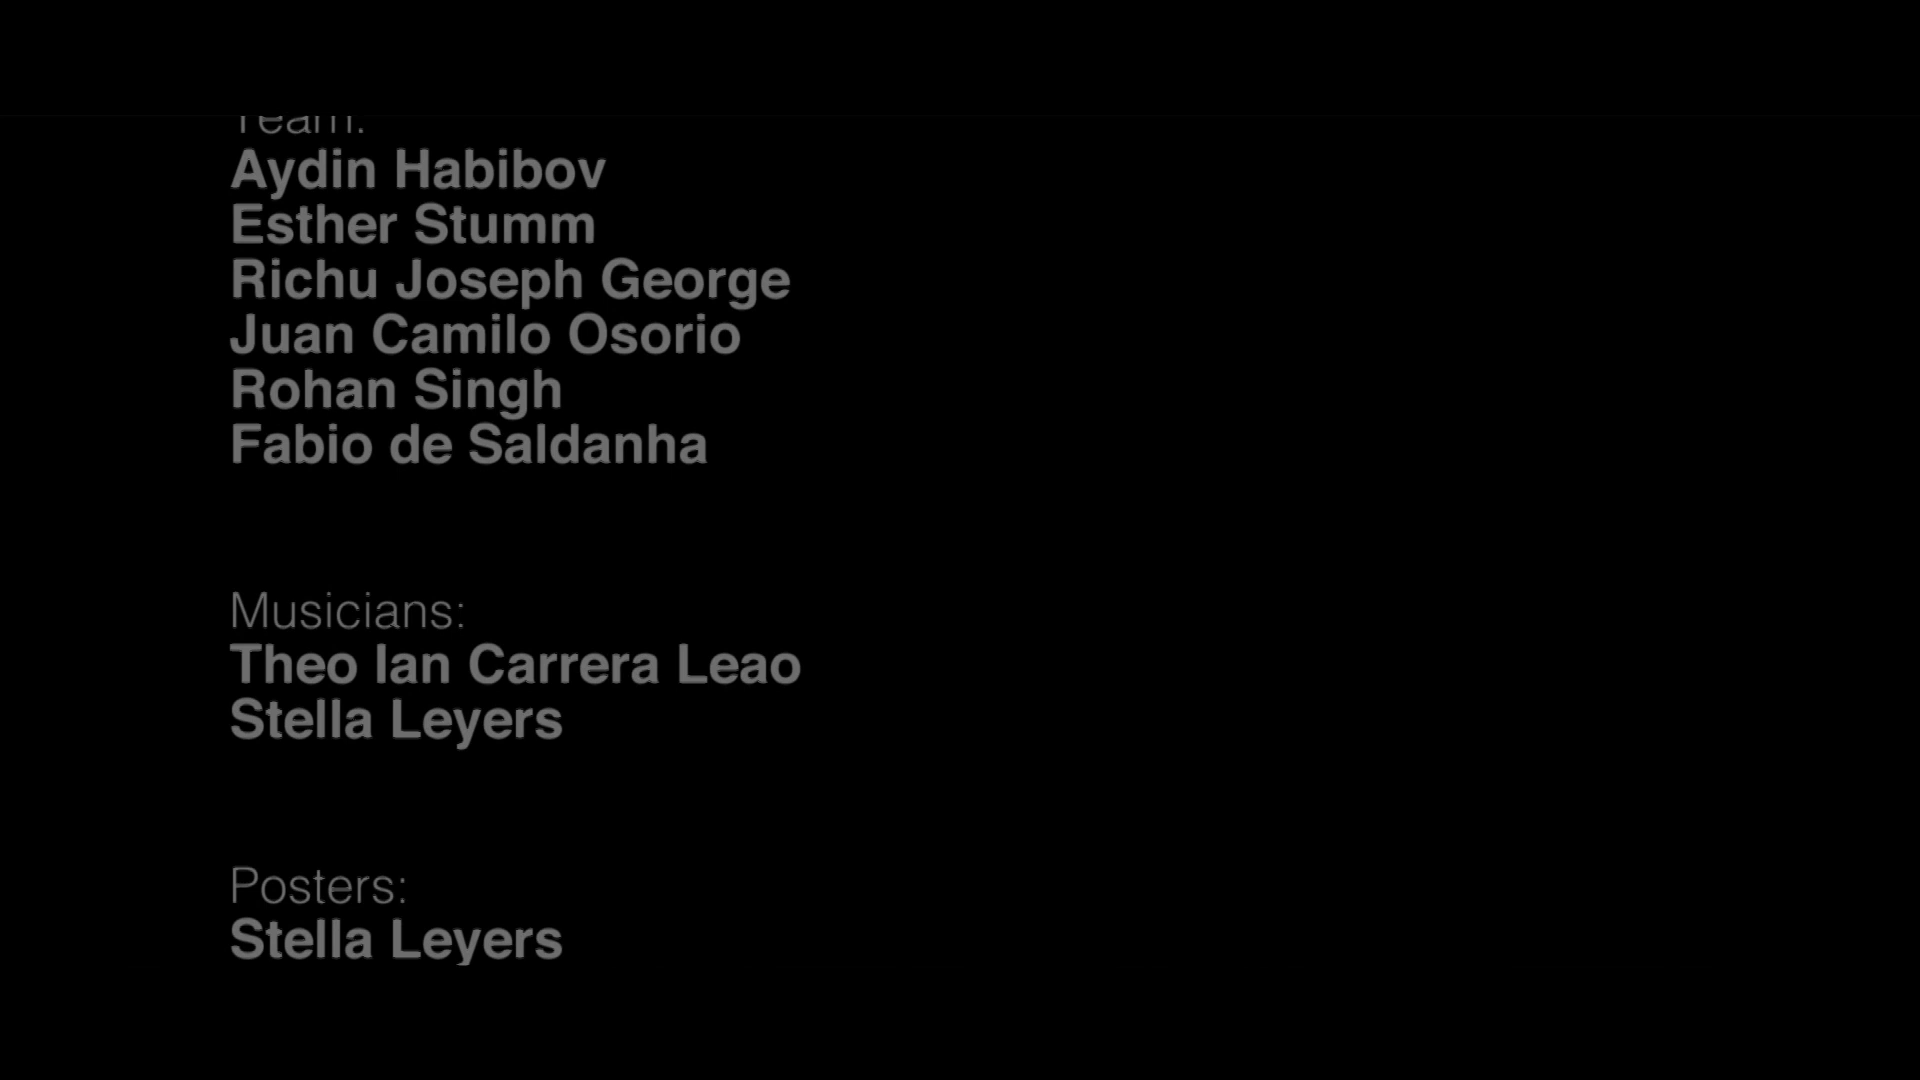 Team:
Aydin Habibov
Esther Stumm
Richu Joseph George
Juan Camilo Osorio
Rohan Singh
Fabio de Saldanha
Musicians:
Theo Ian Carrera Leao
Stella Leyers
Posters:
Stella Leyers